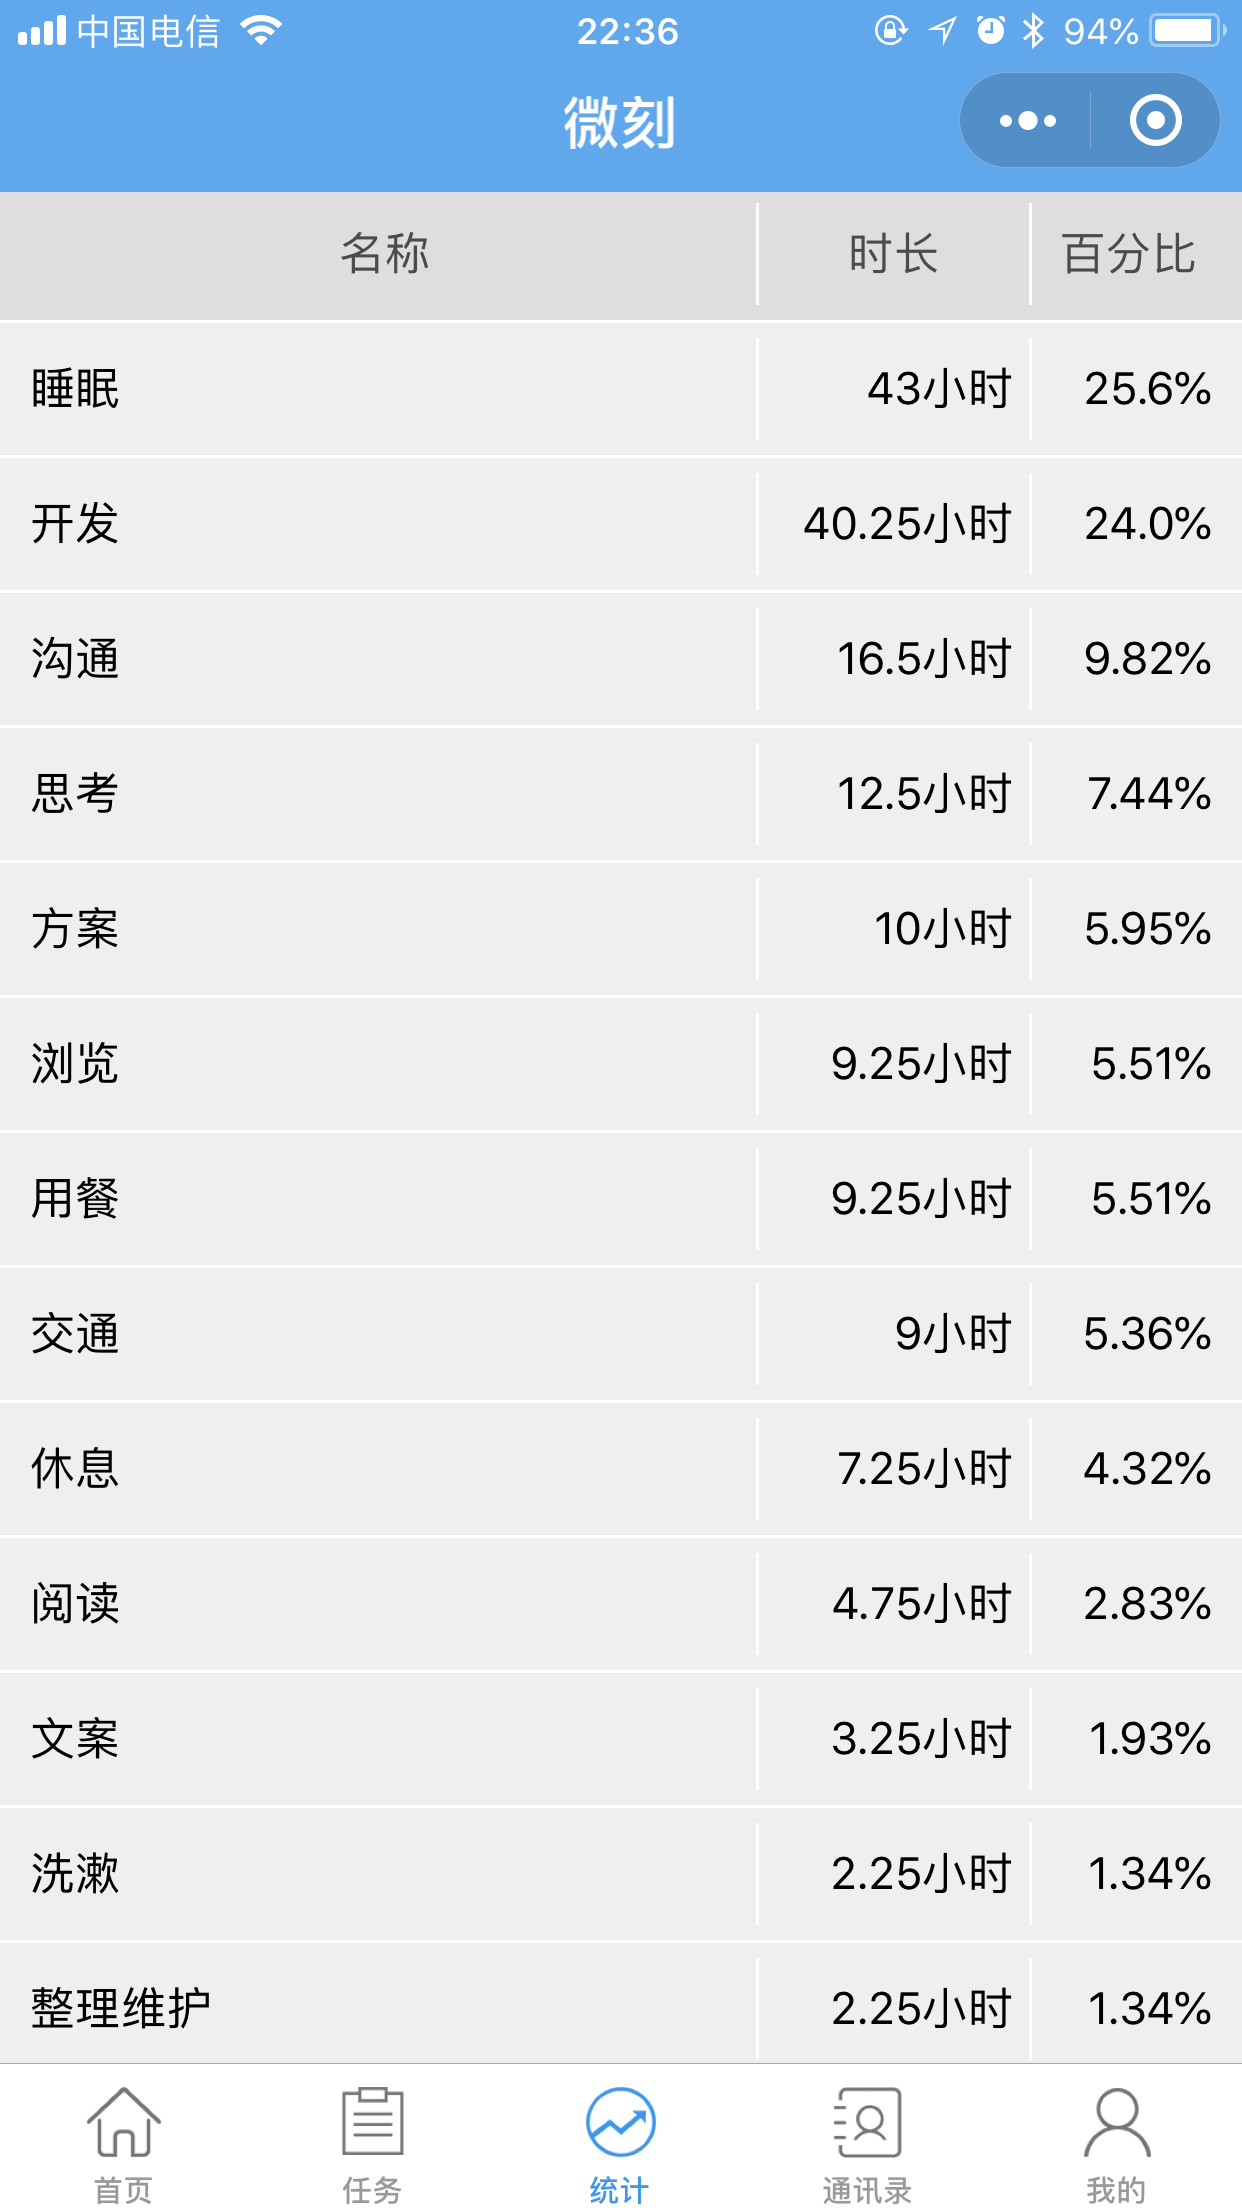 中国电信 22:36 94%
微刻
名称 时长 百分比
睡眠 43小时 25.6%
开发 40.25小时 24.0%
沟通 16.5小时 9.82%
思考 12.5小时 7.44%
方案 10小时 5.95%
浏览 9.25小时 5.51%
用餐 9.25小时 5.51%
交通 9小时 5.36%
休息 7.25小时 4.32%
阅读 4.75小时 2.83%
文案 3.25小时 1.93%
洗漱 2.25小时 1.34%
整理维护 2.25小时 1.34%
首页 任务 统计 通讯录 我的